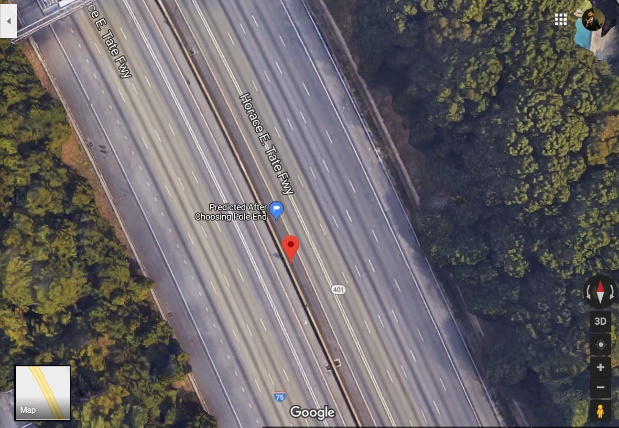 Horace E. Tate Fwy
Horace E. Tate Fwy
Predicted After
Choosing Pole End
401
75
3D
Map
Google